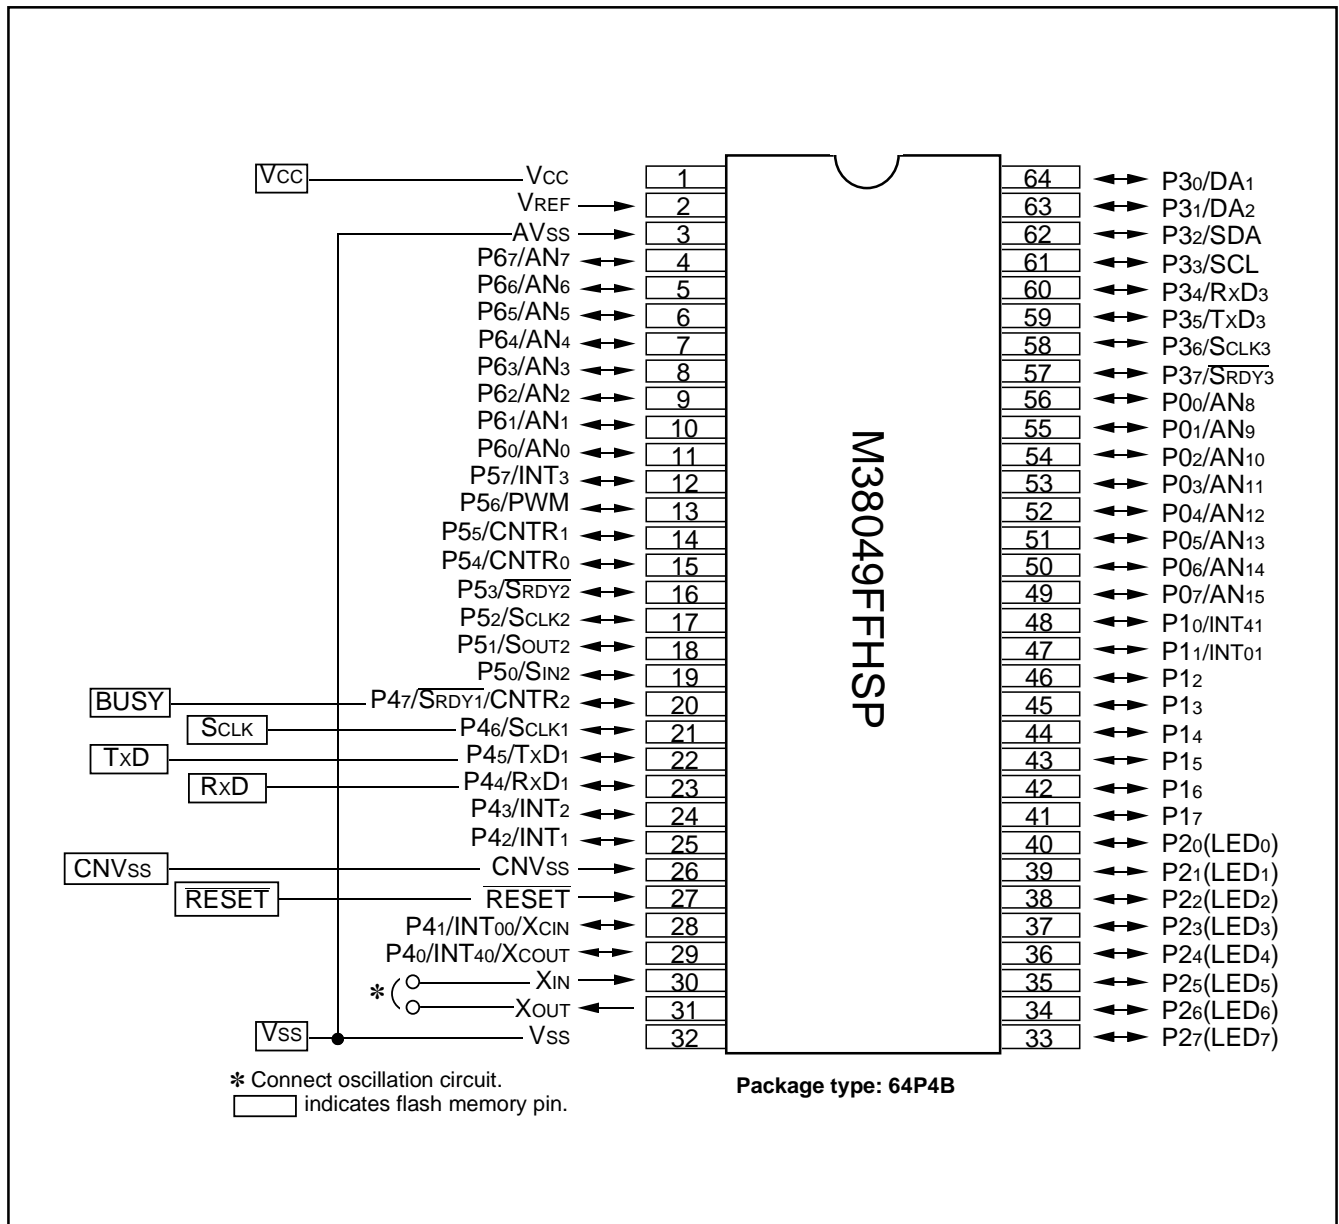 VCC VCC 1 64 P30/DA1
VREF 2 63 P31/DA2
AVSS 3 62 P32/SDA
P67/AN7 4 61 P33/SCL
P66/AN6 5 60 P34/RXD3
P65/AN5 6 59 P35/TXD3
P64/AN4 7 58 P36/SCLK3
P63/AN3 8 57 P37/SRDY3
P62/AN2 9 56 P00/AN8
P61/AN1 10 55 P01/AN9
P60/AN0 11 54 P02/AN10
P57/INT3 12 53 P03/AN11
P56/PWM 13 52 P04/AN12
P55/CNTR1 14 51 P05/AN13
P54/CNTR0 15 50 P06/AN14
P53/SRDY2 16 49 P07/AN15
P52/SCLK2 17 48 P10/INT41
P51/SOUT2 18 47 P11/INT01
P50/SIN2 19 46 P12
BUSY P47/SRDY1/CNTR2 20 45 P13
SCLK P46/SCLK1 21 44 P14
TXD P45/TXD1 22 43 P15
RXD P44/RXD1 23 42 P16
P43/INT2 24 41 P17
P42/INT1 25 40 P20(LED0)
CNVSS CNVSS 26 39 P21(LED1)
RESET RESET 27 38 P22(LED2)
P41/INT00/XCIN 28 37 P23(LED3)
P40/INT40/XCOUT 29 36 P24(LED4)
* XIN 30 35 P25(LED5)
XOUT 31 34 P26(LED6)
VSS VSS 32 33 P27(LED7)
M38049FFHSP
* Connect oscillation circuit.
indicates flash memory pin.
Package type: 64P4B